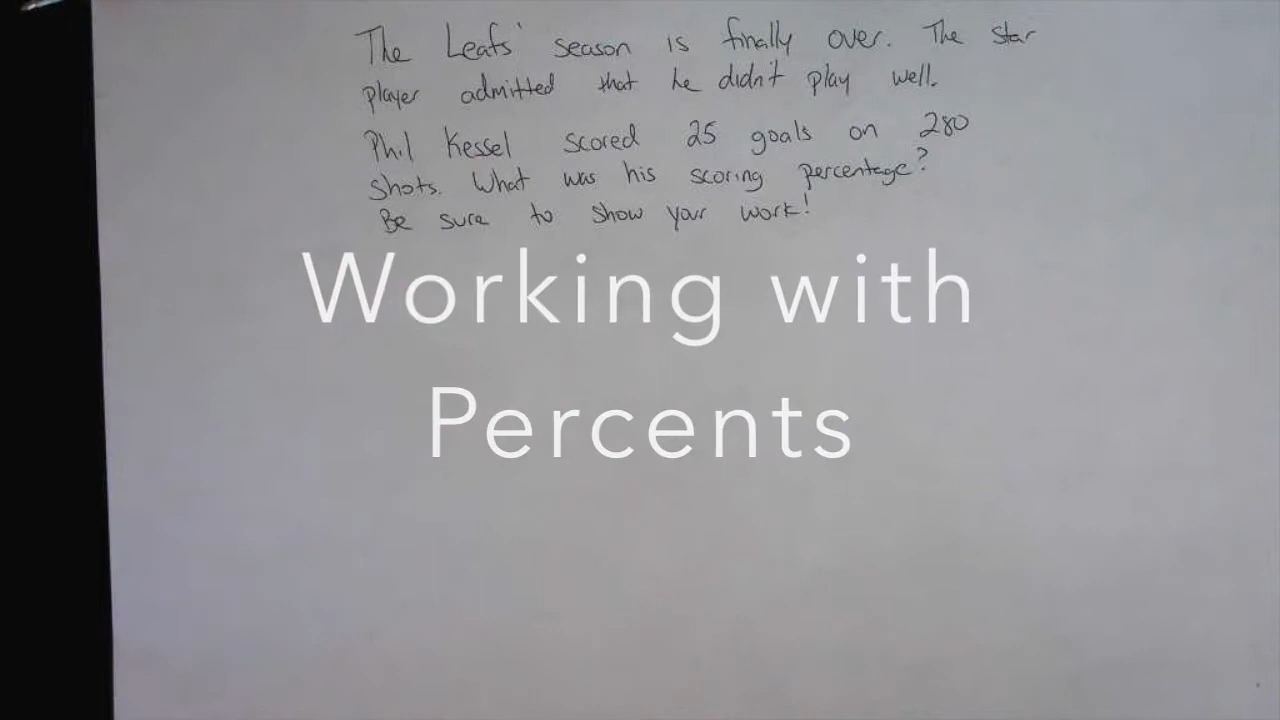 The Leafs' season is finally over. The star
player admitted that he didn't play well.
Phil Kessel scored 25 goals on 280
shots. What was his scoring percentage?
Be sure to show your work!
Working with
Percents